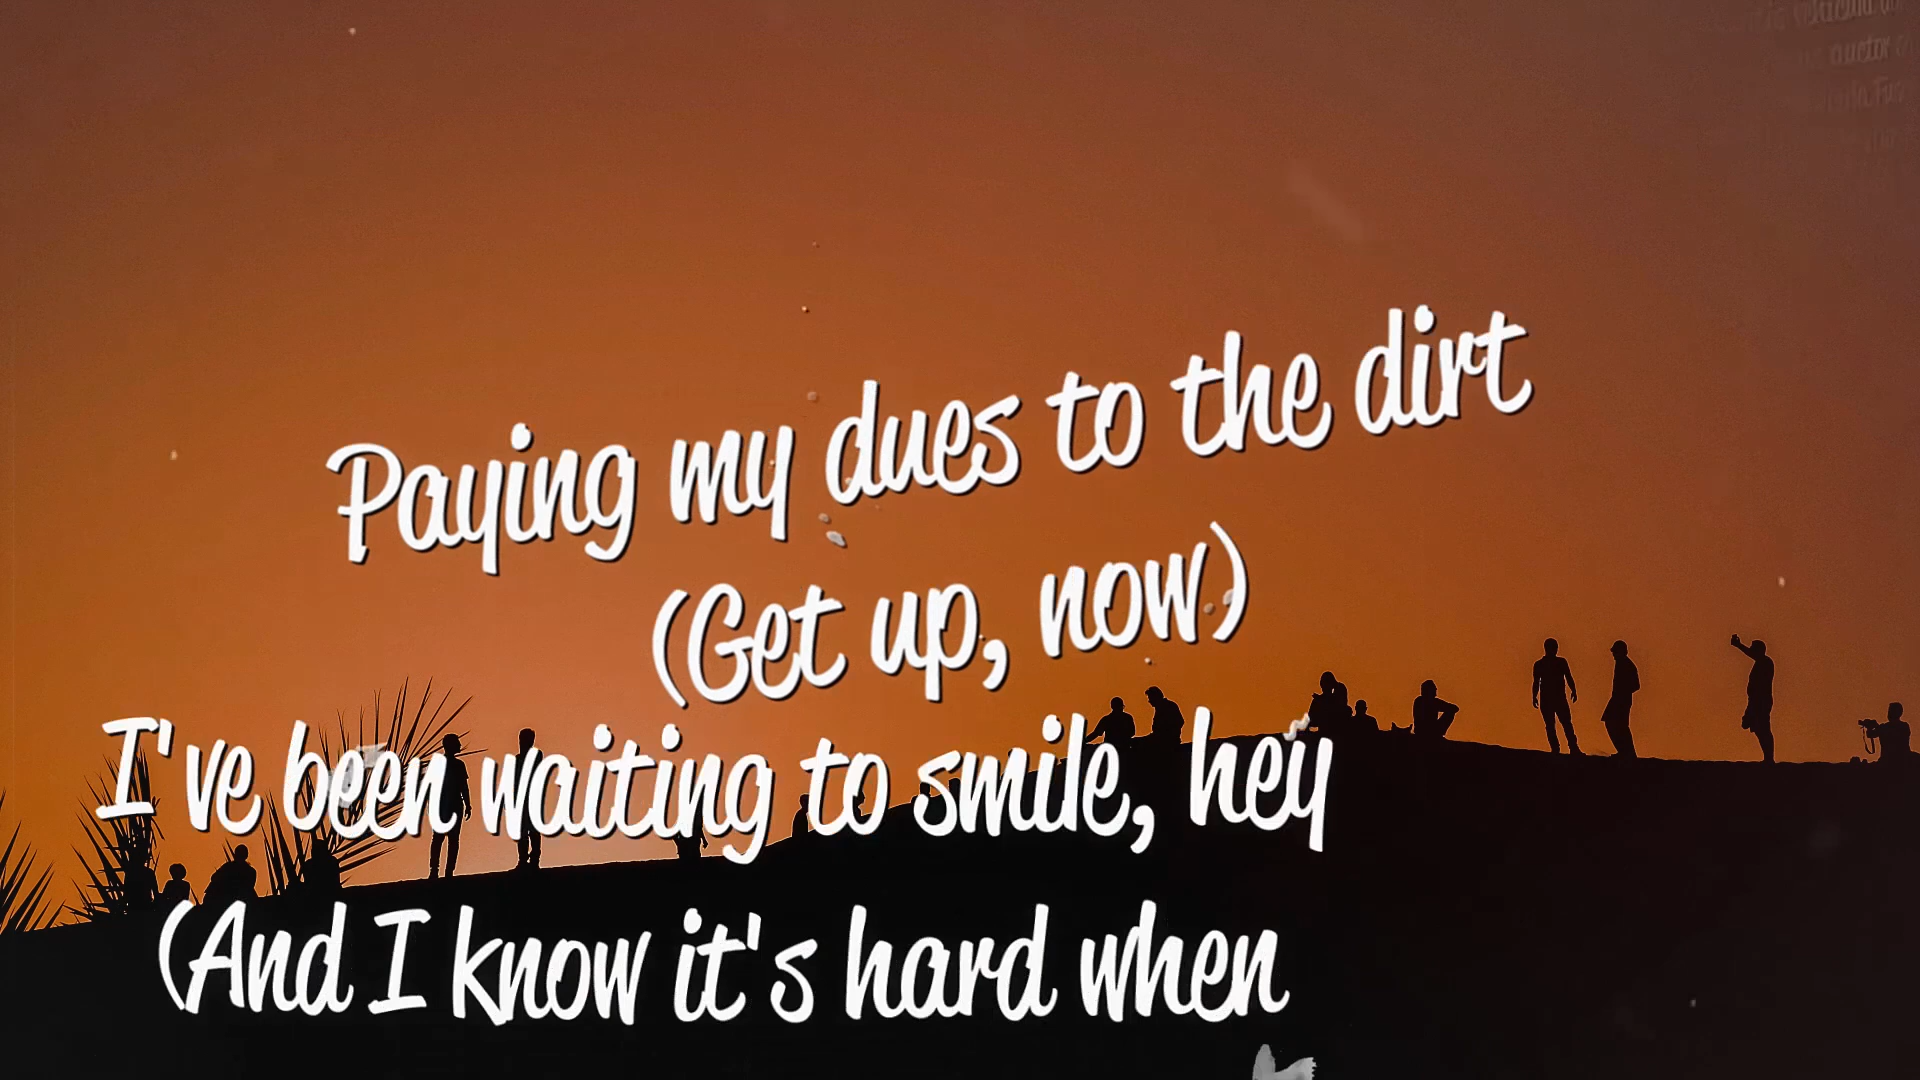 Paying my dues to the dirt
(Get up, now)
I've been waiting to smile, hey
(And I know it's hard when